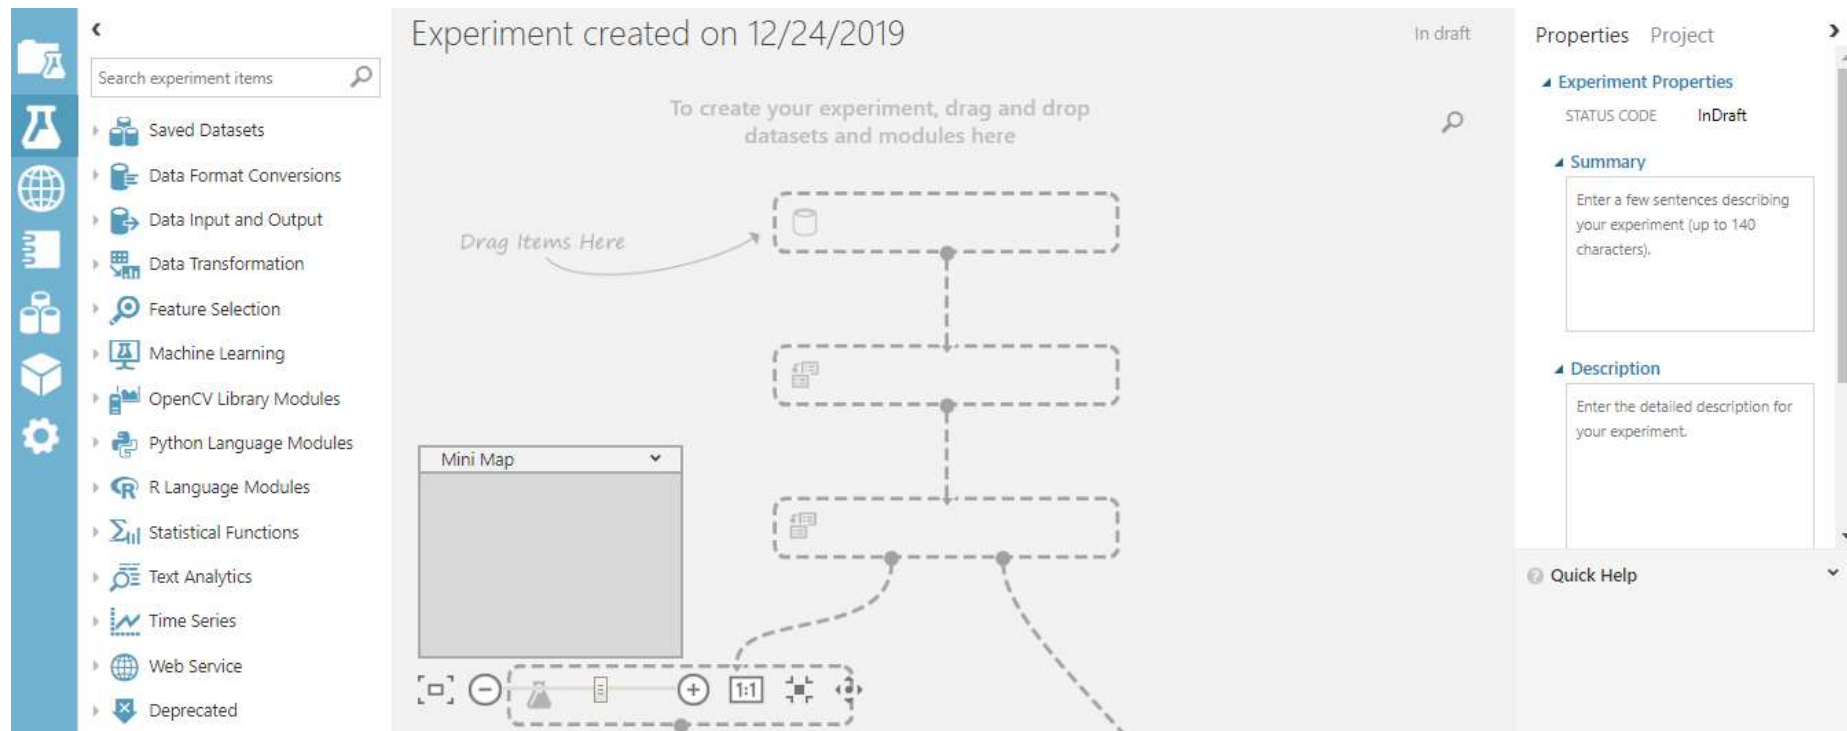 Experiment created on 12/24/2019
In draft
Search experiment items
Saved Datasets
Data Format Conversions
Data Input and Output
Data Transformation
Feature Selection
Machine Learning
OpenCV Library Modules
Python Language Modules
R Language Modules
Statistical Functions
Text Analytics
Time Series
Web Service
Deprecated
To create your experiment, drag and drop
datasets and modules here
Drag Items Here
Mini Map
1:1
Properties Project
Experiment Properties
STATUS CODE InDraft
Summary
Enter a few sentences describing
your experiment (up to 140
characters).
Description
Enter the detailed description for
your experiment.
Quick Help